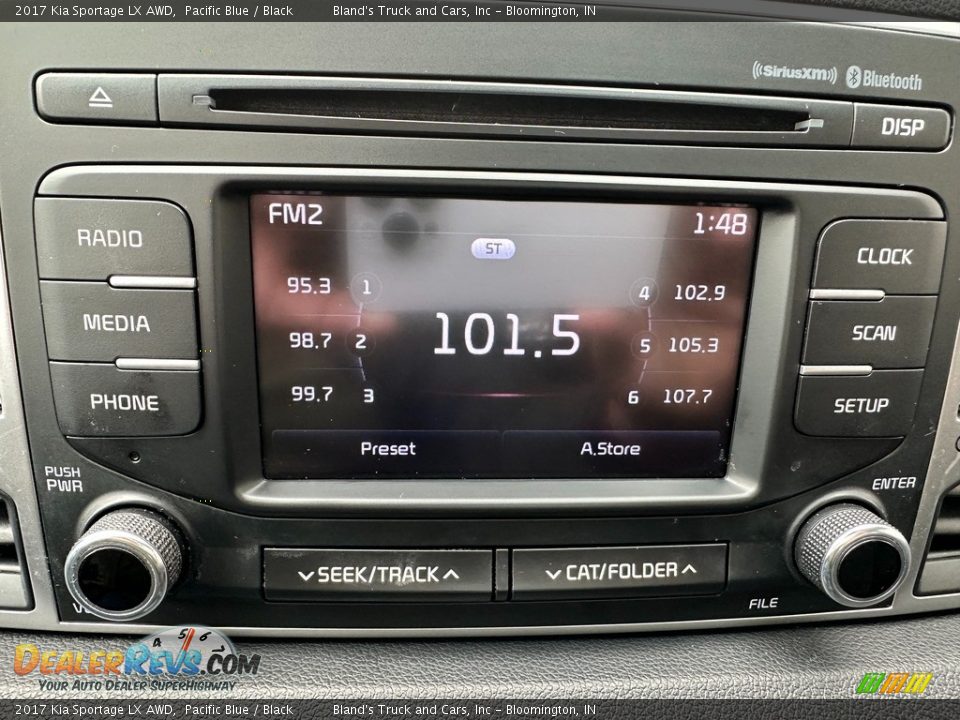 2017 Kia Sportage LX AWD,  Pacific Blue / Black          Bland's Truck and Cars, Inc - Bloomington, IN
((SiriusXM)) Bluetooth
DISP
FM2 1:48
ST
RADIO
MEDIA
PHONE
95.3 1
98.7 2
99.7 3
101.5
4 102.9
5 105.3
6 107.7
Preset A.Store
CLOCK
SCAN
SETUP
PUSH
PWR
ENTER
SEEK/TRACK
CAT/FOLDER
FILE
4 5 6
DealerRevs.com
Your Auto Dealer SuperHighway
2017 Kia Sportage LX AWD,  Pacific Blue / Black          Bland's Truck and Cars, Inc - Bloomington, IN